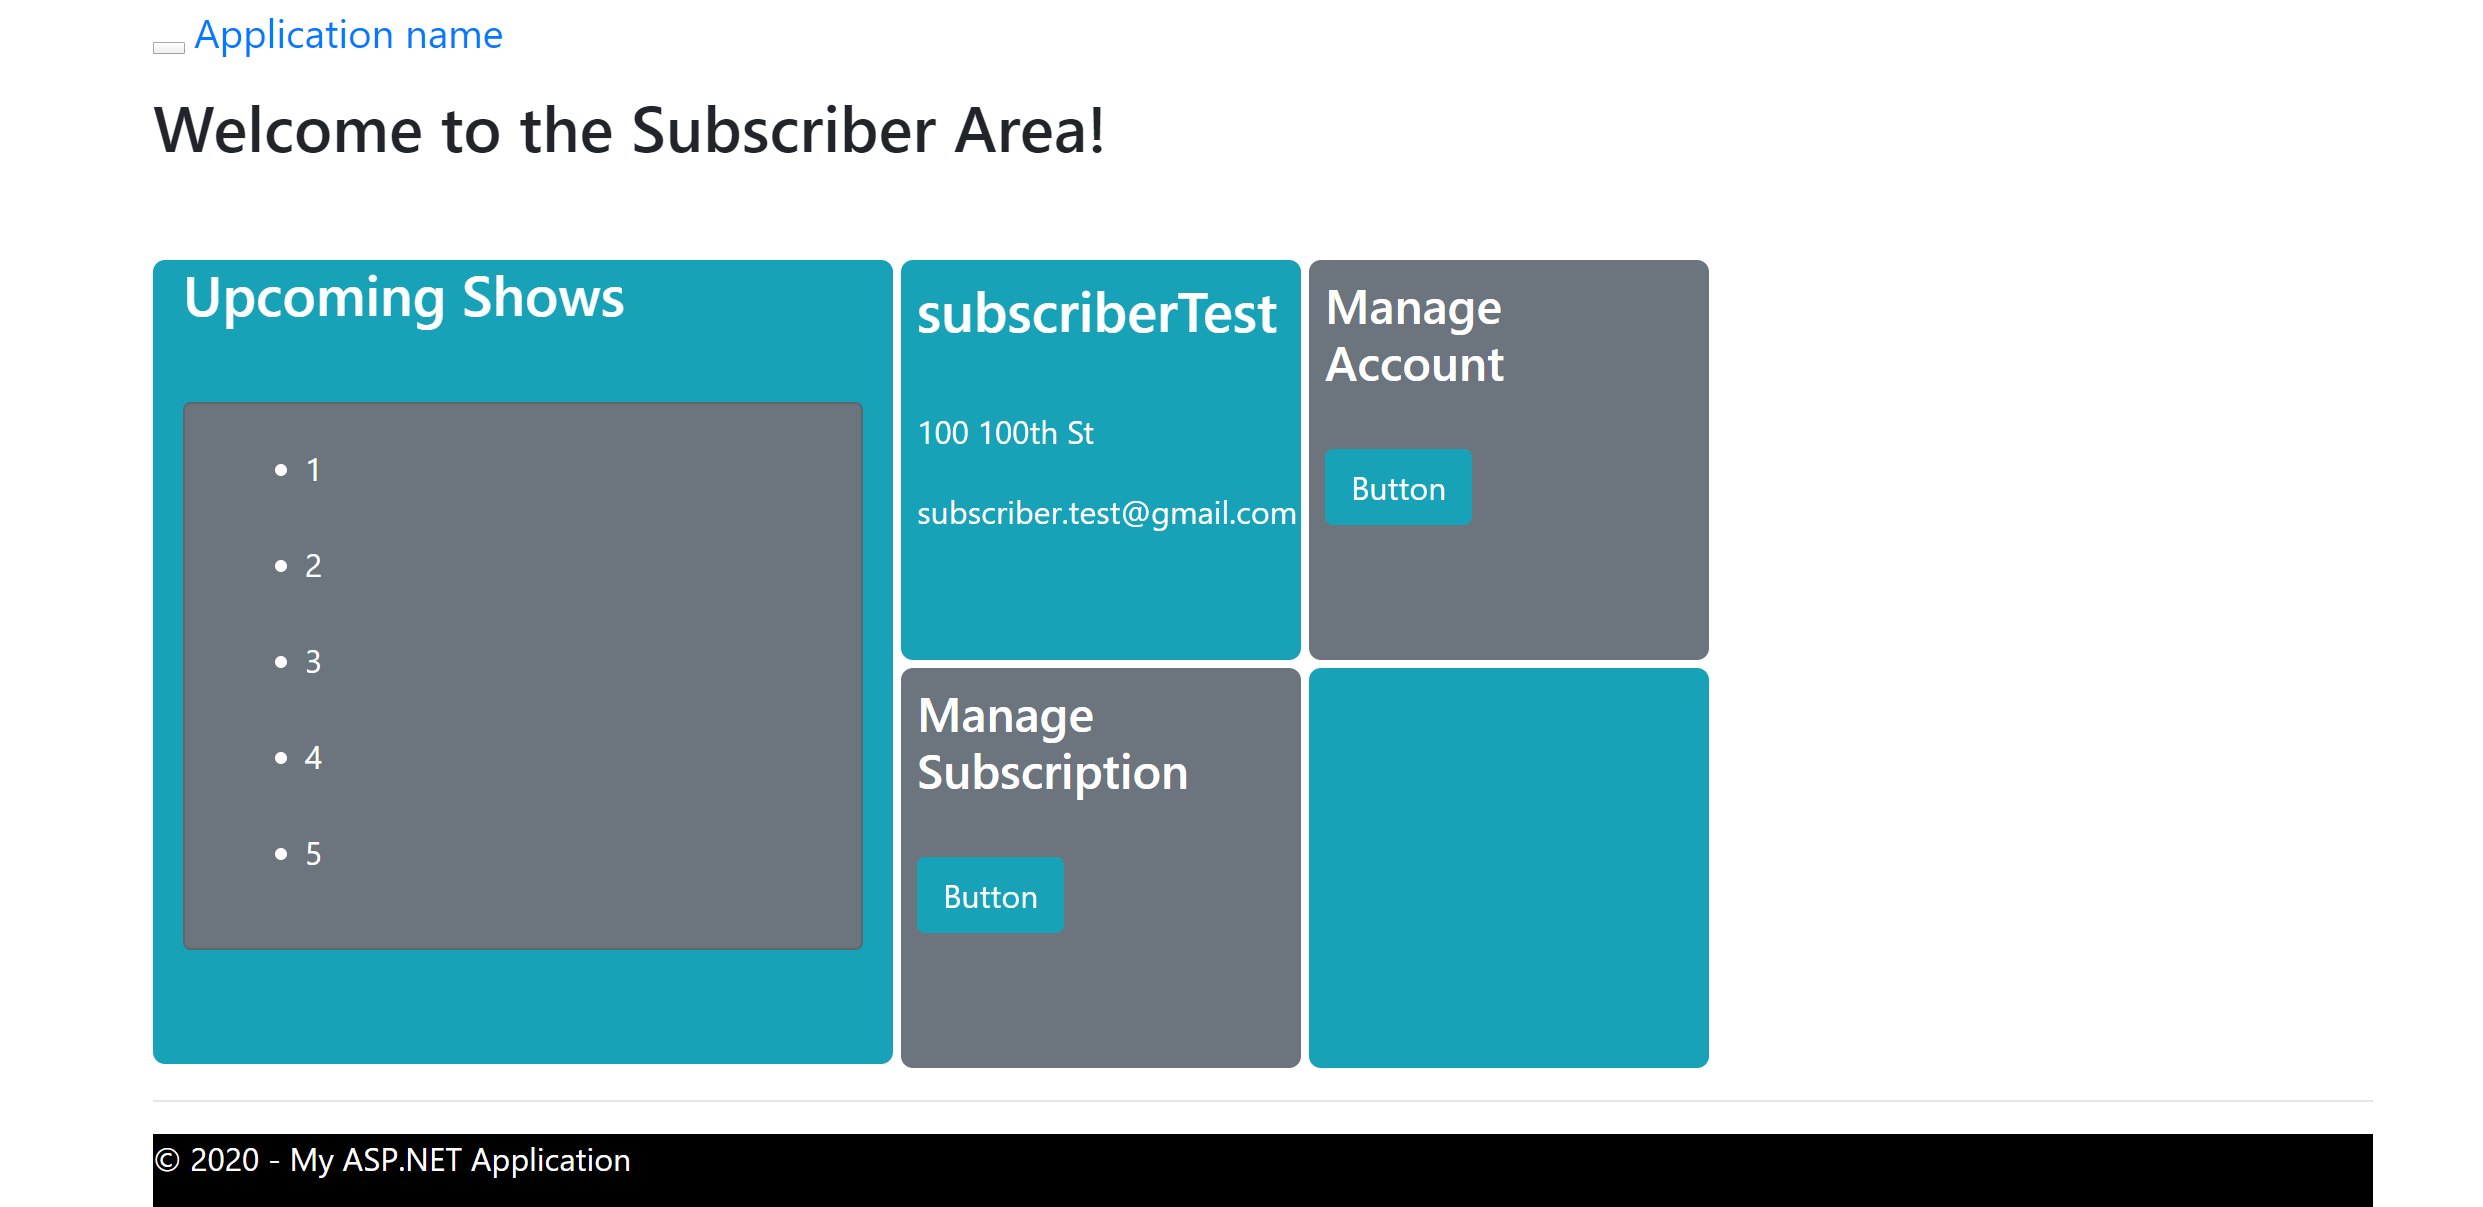 Application name
Welcome to the Subscriber Area!
Upcoming Shows
1
2
3
4
5
subscriberTest
100 100th St
subscriber.test@gmail.com
Manage
Account
Button
Manage
Subscription
Button
© 2020 - My ASP.NET Application